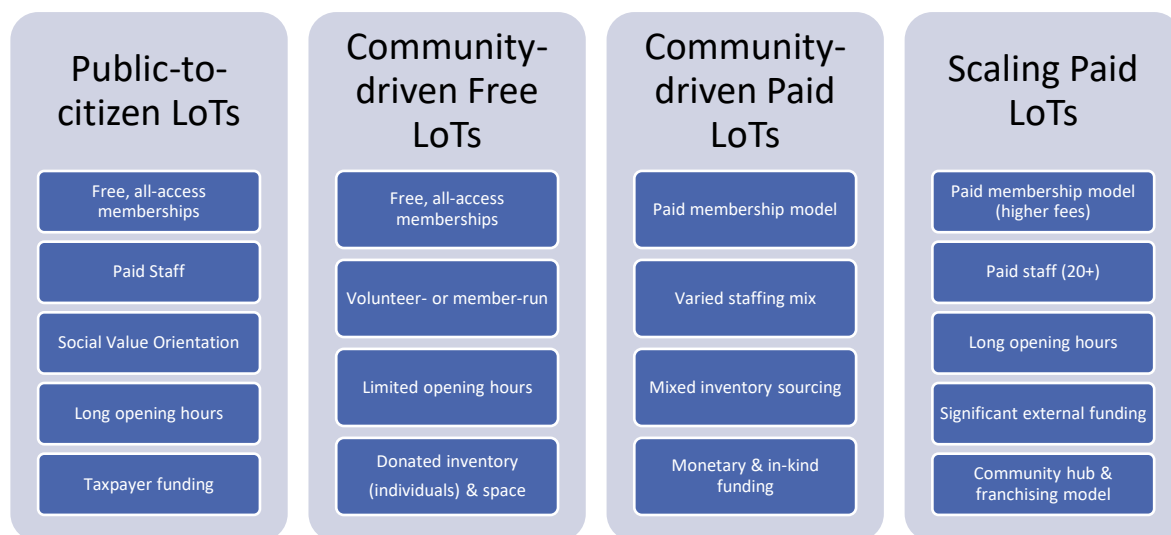 Public-to-
citizen LoTs
Free, all-access
memberships
Paid Staff
Social Value Orientation
Long opening hours
Taxpayer funding
Community-
driven Free
LoTs
Free, all-access
memberships
Volunteer- or member-run
Limited opening hours
Donated inventory
(individuals) & space
Community-
driven Paid
LoTs
Paid membership model
Varied staffing mix
Mixed inventory sourcing
Monetary & in-kind
funding
Scaling Paid
LoTs
Paid membership model
(higher fees)
Paid staff (20+)
Long opening hours
Significant external funding
Community hub &
franchising model